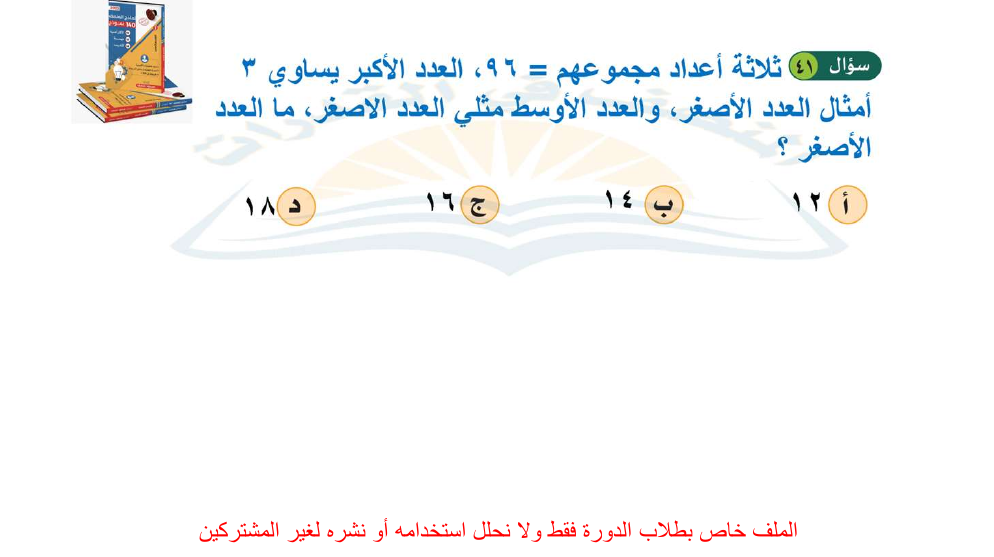 سؤال ٤١ ثلاثة أعداد مجموعهم = ٩٦، العدد الأكبر يساوي ٣
أمثال العدد الأصغر، والعدد الأوسط مثلي العدد الاصغر، ما العدد
الأصغر ؟
أ ١٢ ب ١٤ ج ١٦ د ١٨
الملف خاص بطلاب الدورة فقط ولا نحلل استخدامه أو نشره لغير المشتركين